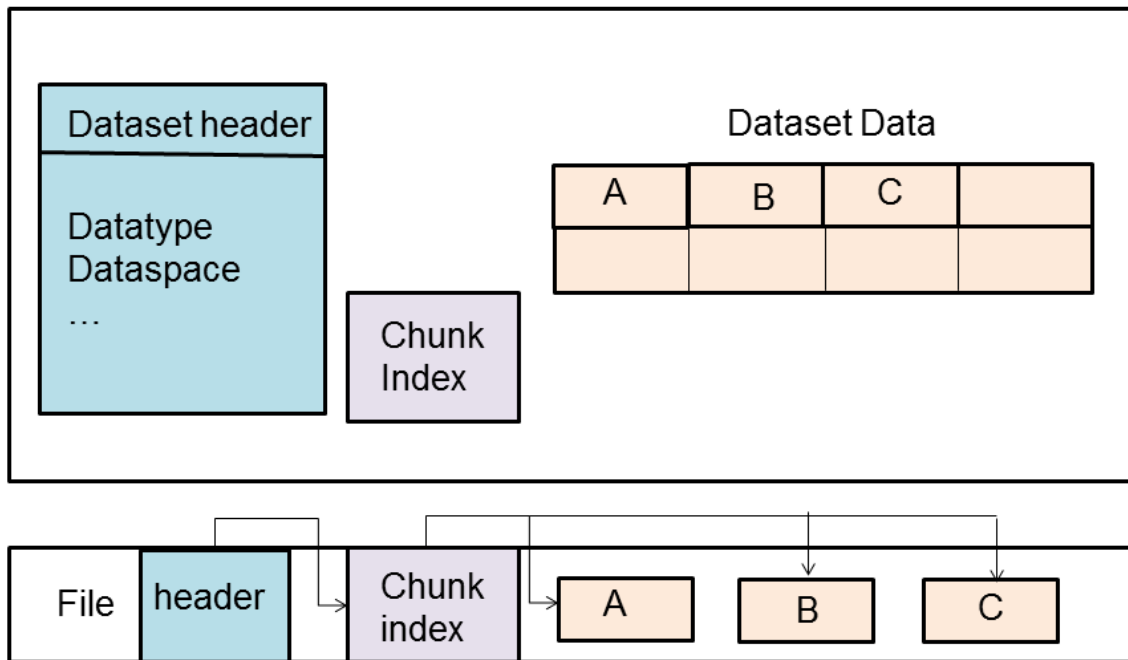 Dataset header
Datatype
Dataspace
…
Chunk
Index
Dataset Data
A B C
File
header
Chunk
index
A B C